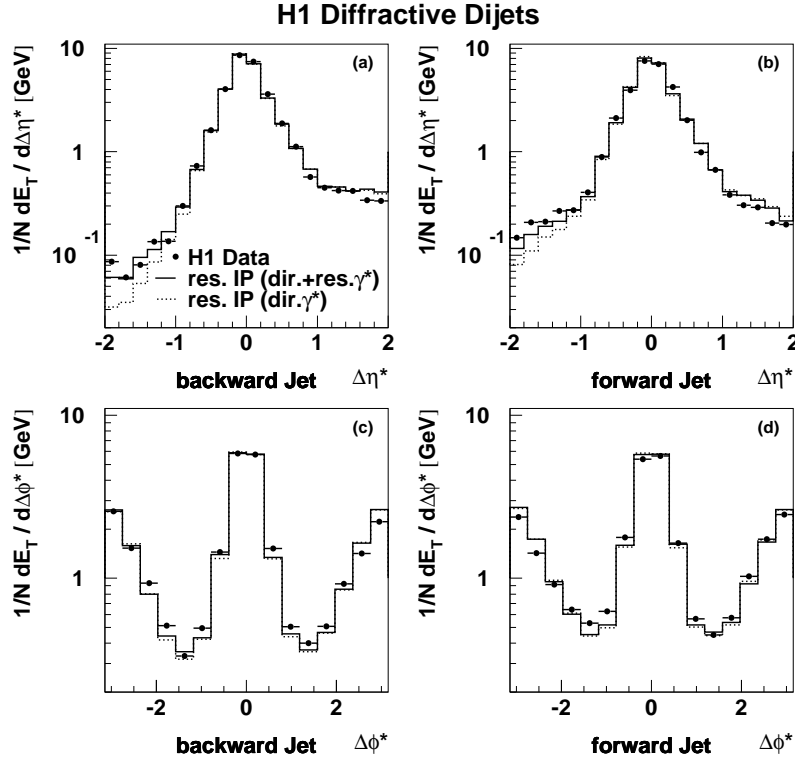 H1 Diffractive Dijets
1/N dE_T / dΔη* [GeV]
10
1
10^-1
(a)
H1 Data
res. IP (dir.+res.γ*)
res. IP (dir.γ*)
-2 -1 0 1 2
backward Jet Δη*
1/N dE_T / dΔη* [GeV]
10
1
10^-1
(b)
-2 -1 0 1 2
forward Jet Δη*
1/N dE_T / dΔϕ* [GeV]
10
1
(c)
-2 0 2
backward Jet Δϕ*
1/N dE_T / dΔϕ* [GeV]
10
1
(d)
-2 0 2
forward Jet Δϕ*